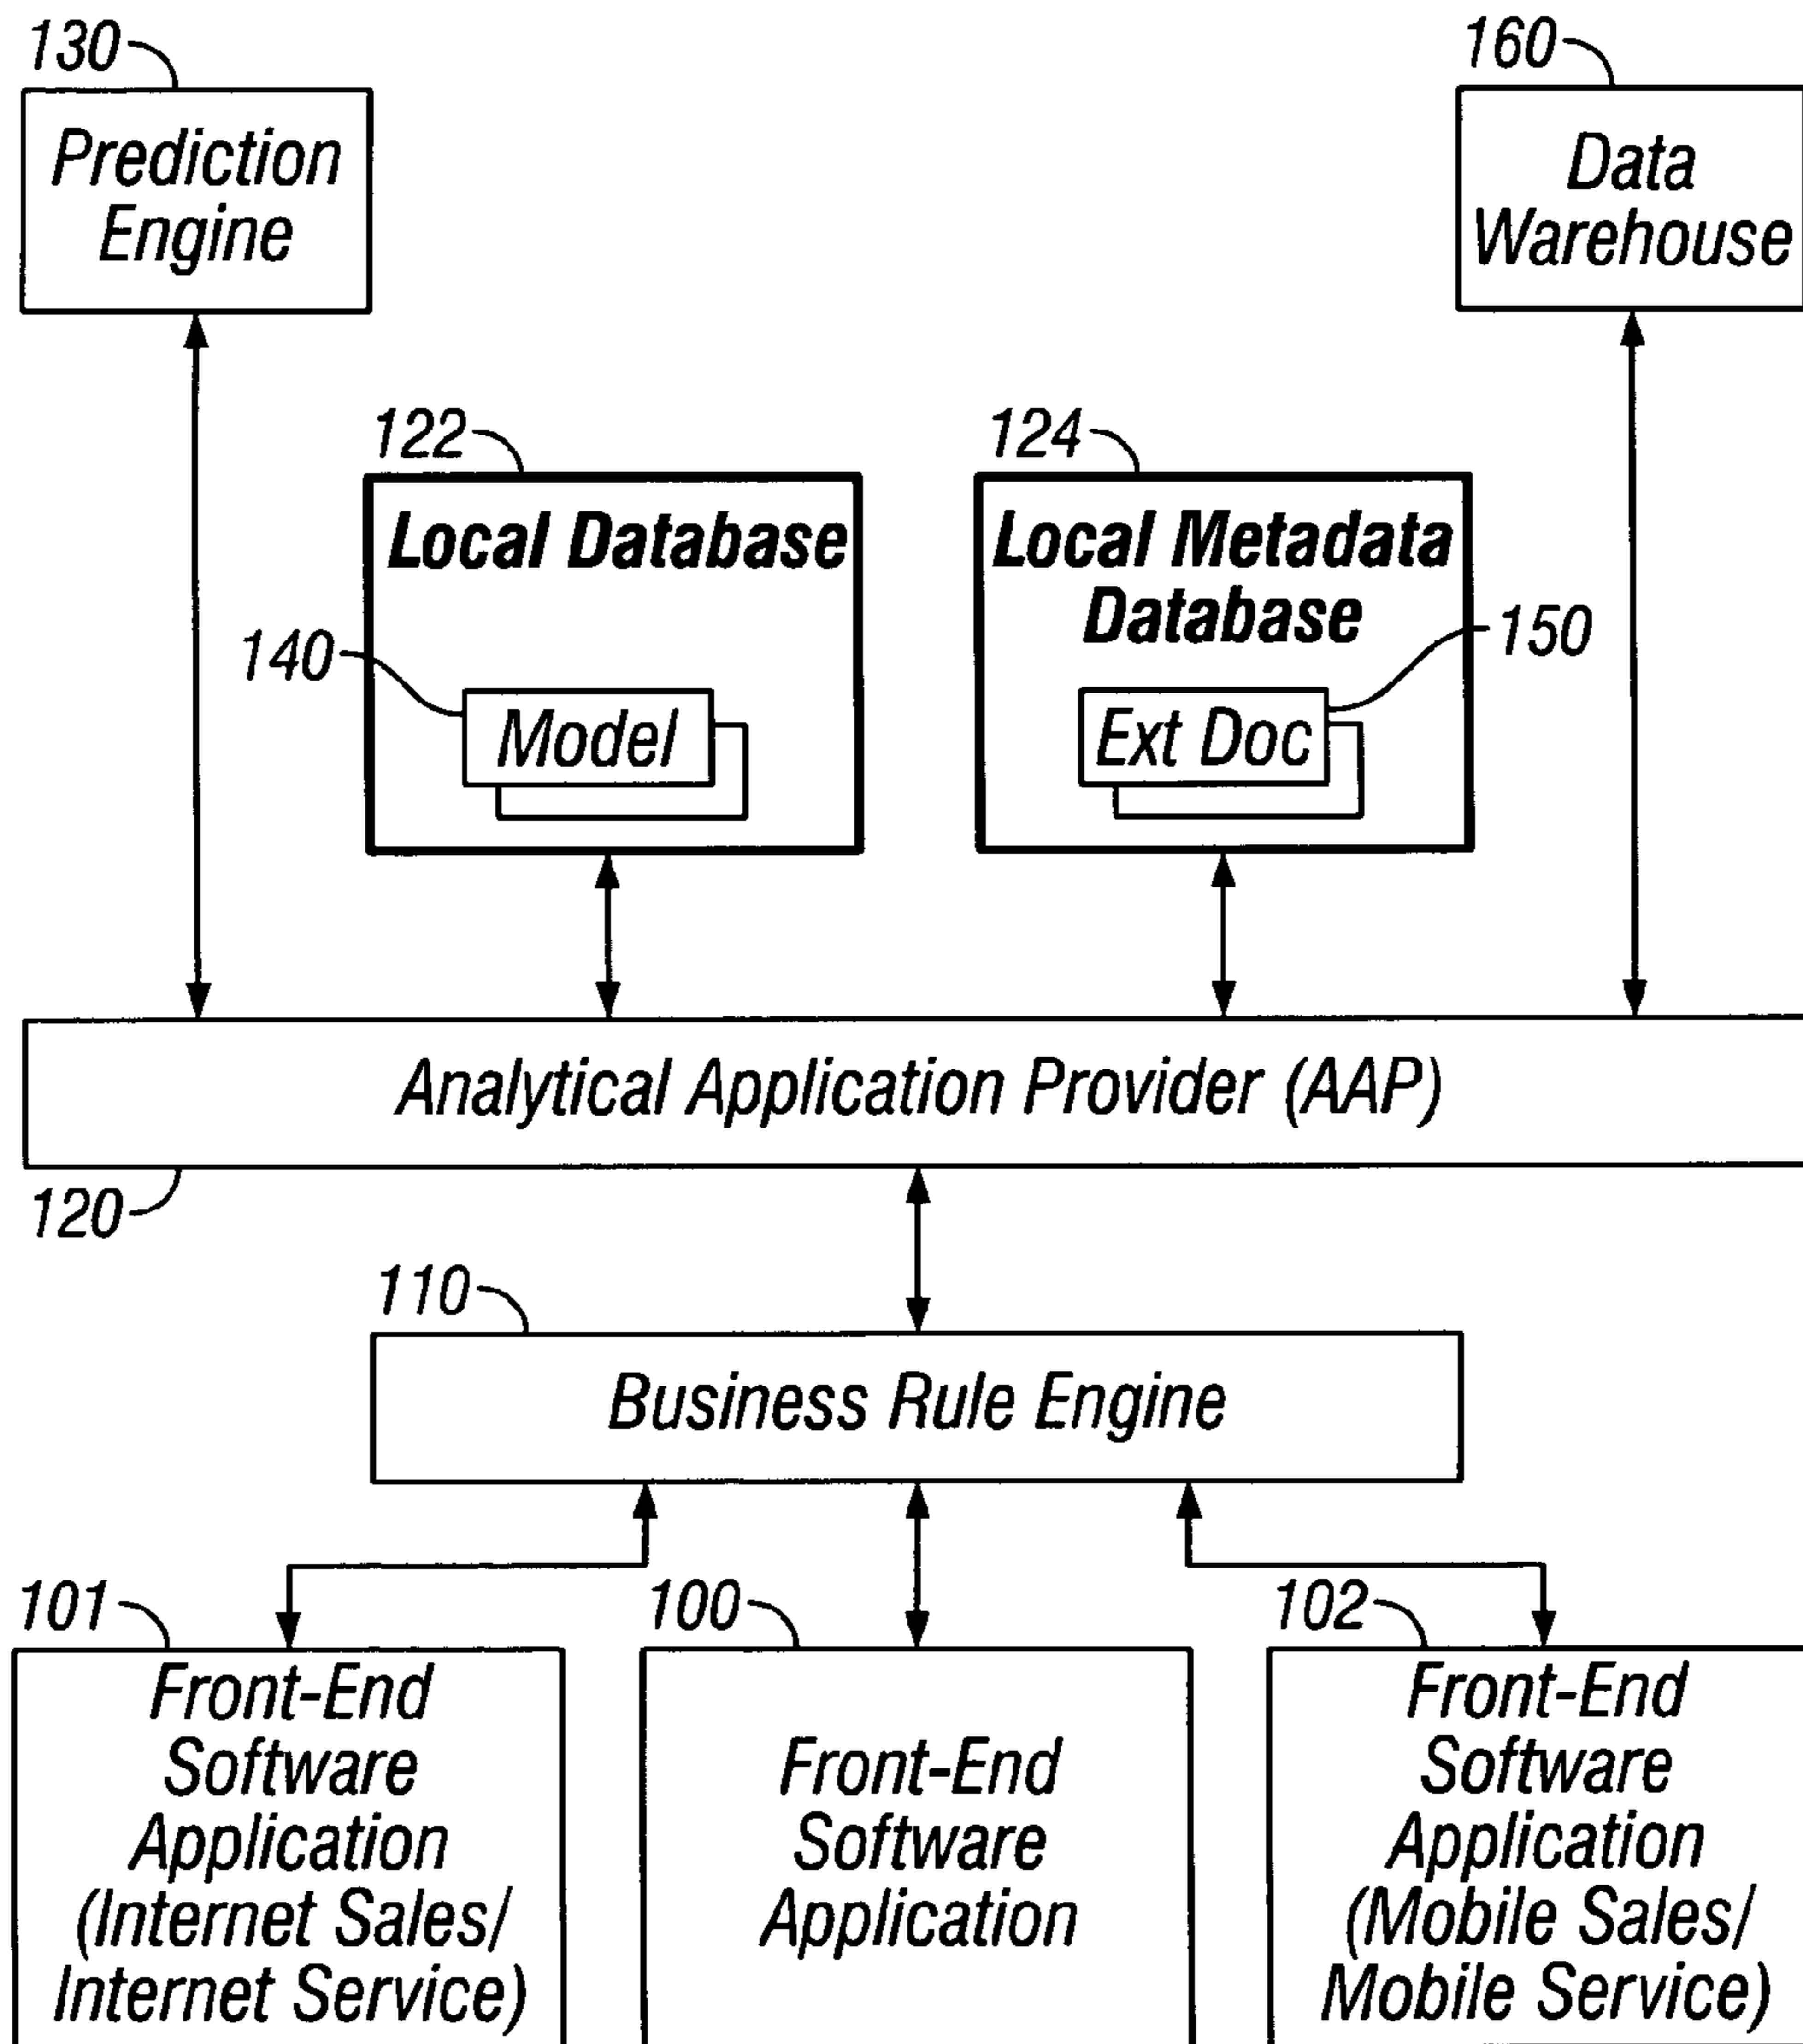 130
160
Prediction
Engine
Data
Warehouse
122
124
Local Database
Local Metadata
Database
140
150
Model
Ext Doc
Analytical Application Provider (AAP)
120
110
Business Rule Engine
101
100
102
Front-End
Software
Application
(Internet Sales/
Internet Service)
Front-End
Software
Application
Front-End
Software
Application
(Mobile Sales/
Mobile Service)